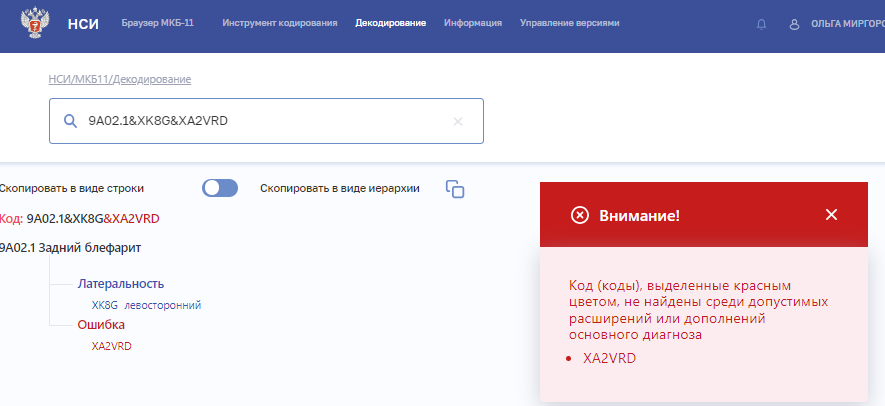 НСИ
Браузер МКБ-11
Инструмент кодирования
Декодирование
Информация
Управление версиями
ОЛЬГА МИРГОРО
НСИ/МКБ11/Декодирование
9A02.1&XK8G&XA2VRD
Скопировать в виде строки
Скопировать в виде иерархии
Код: 9A02.1&XK8G&XA2VRD
9A02.1 Задний блефарит
Латеральность
XK8G левосторонний
Ошибка
XA2VRD
Внимание!
Код (коды), выделенные красным
цветом, не найдены среди допустимых
расширений или дополнений
основного диагноза
• XA2VRD